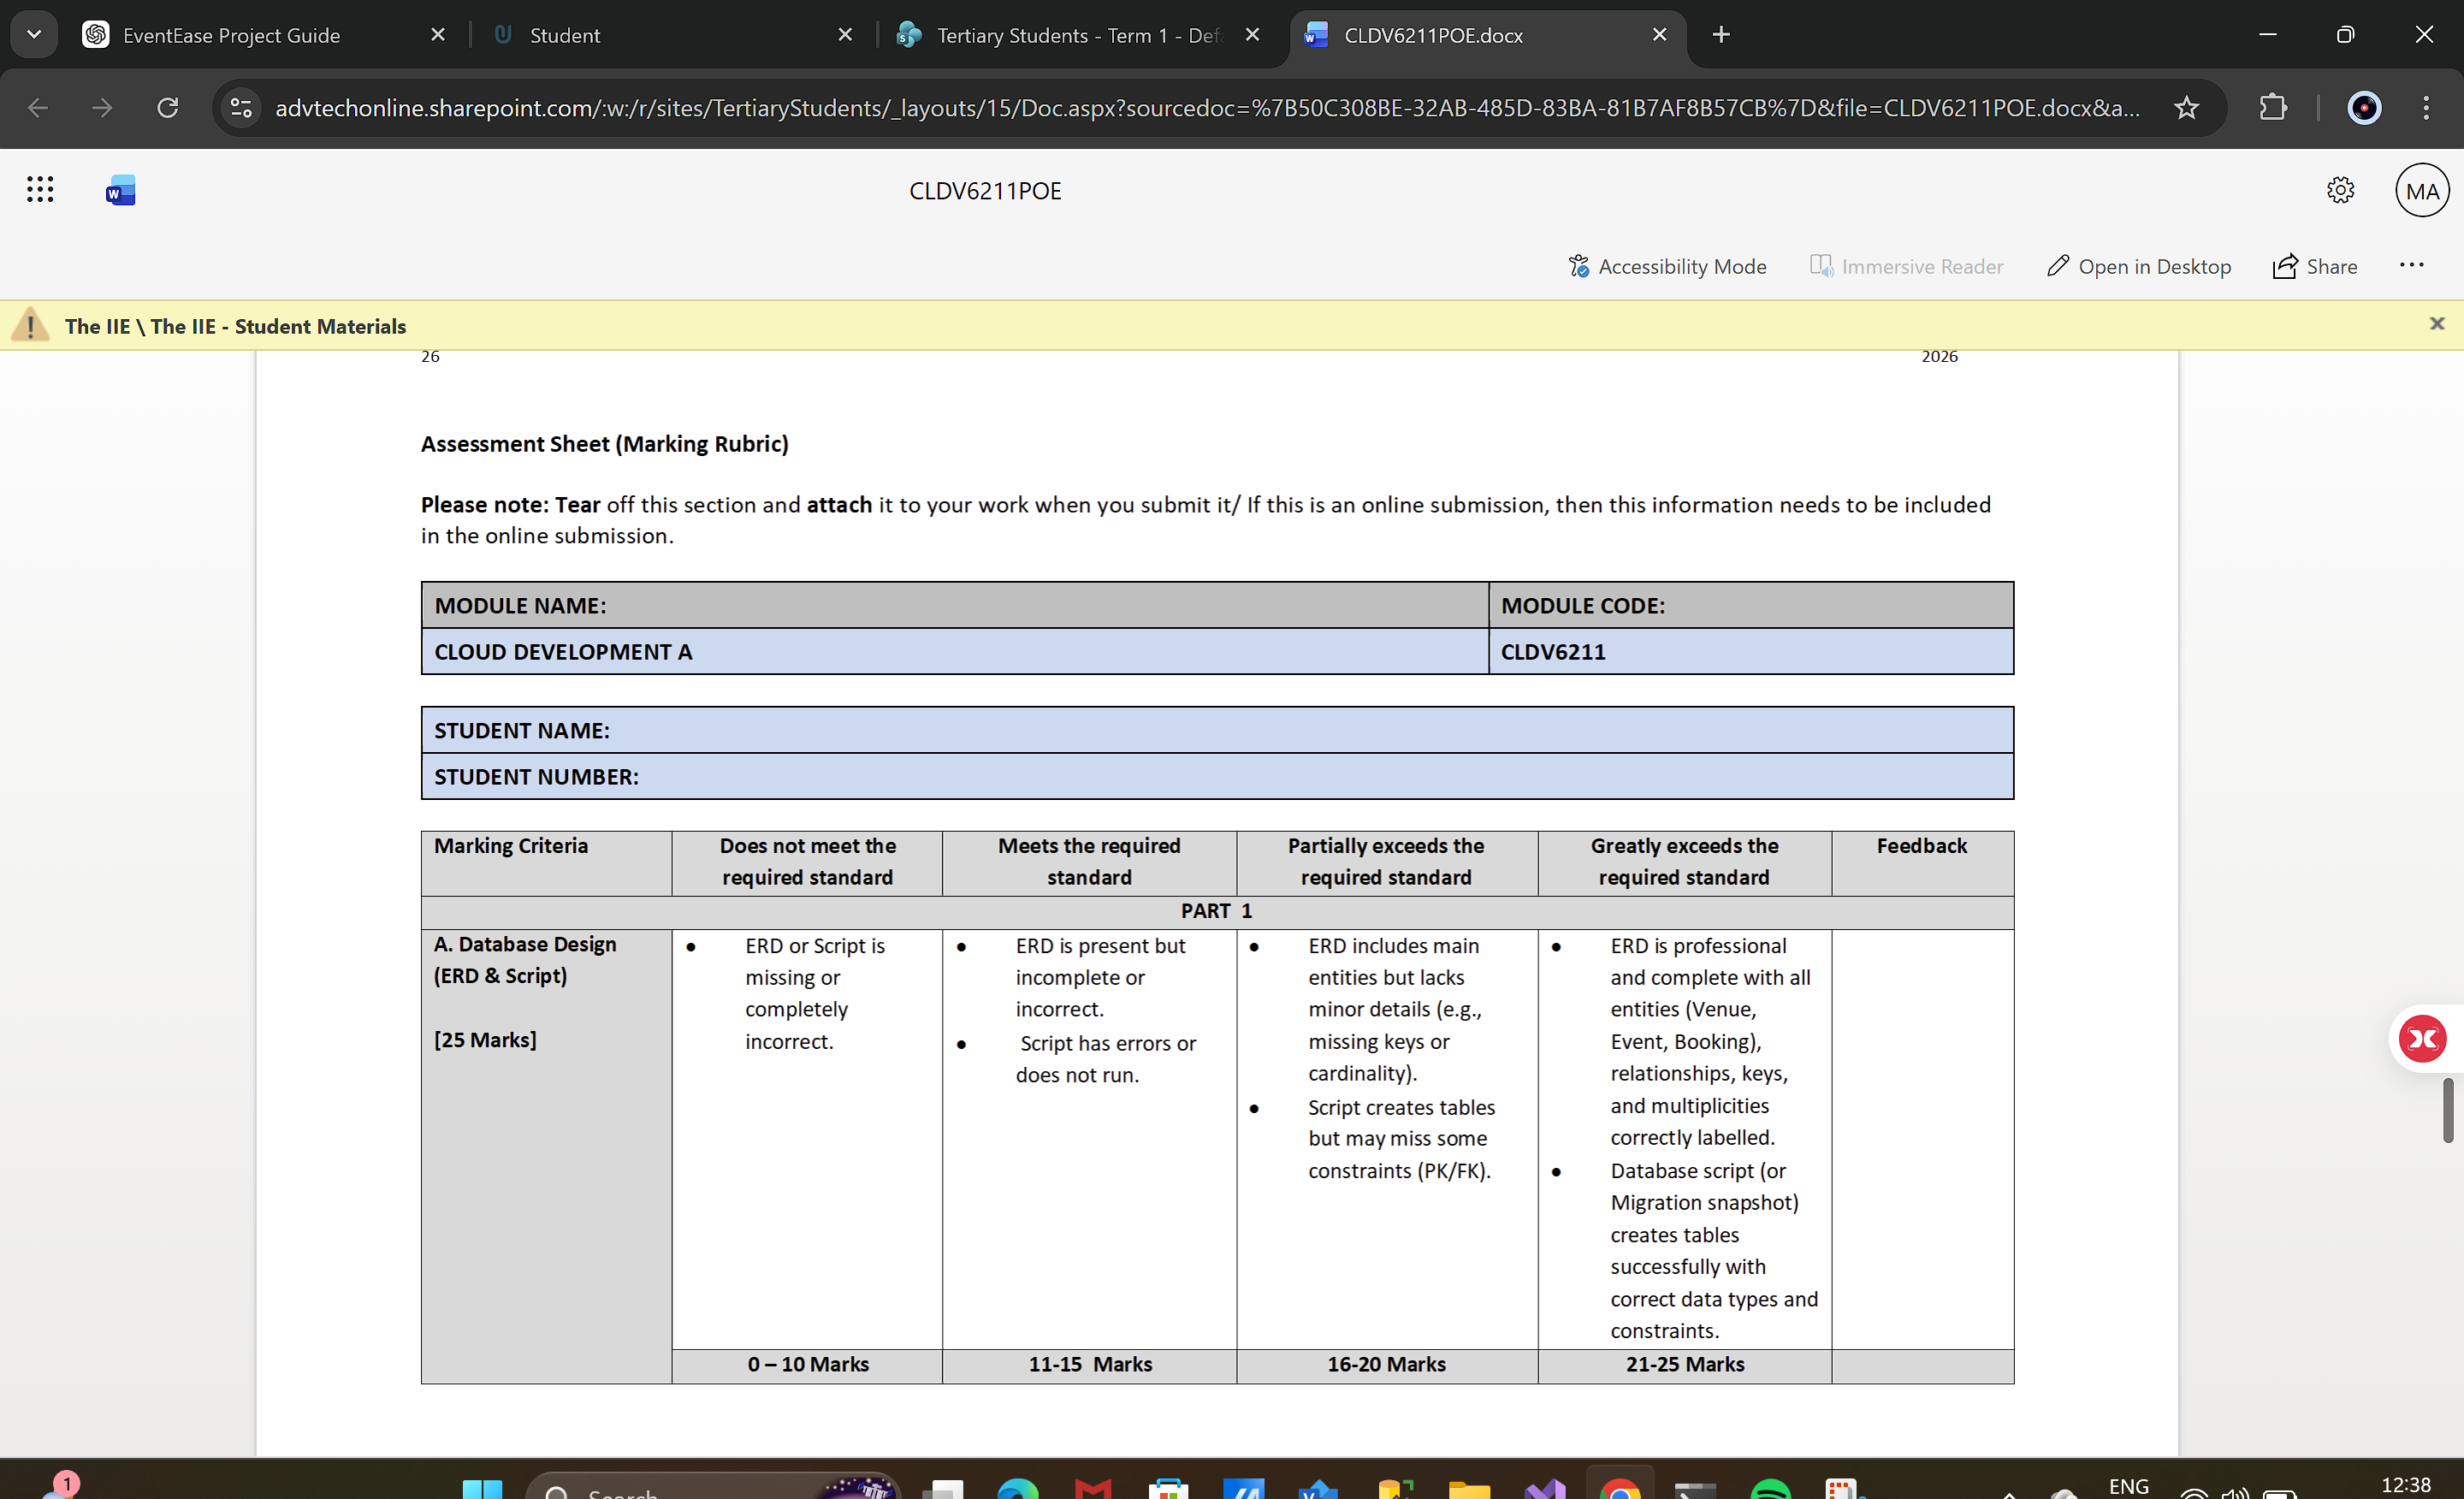 EventEase Project Guide
Student
Tertiary Students - Term 1 - Defa
CLDV6211POE.docx
advtechonline.sharepoint.com/:w:/r/sites/TertiaryStudents/_layouts/15/Doc.aspx?sourcedoc=%7B50C308BE-32AB-485D-83BA-81B7AF8B57CB%7D&file=CLDV6211POE.docx&a...
CLDV6211POE
MA
Accessibility Mode
Immersive Reader
Open in Desktop
Share
The IIE \ The IIE - Student Materials
26
2026
Assessment Sheet (Marking Rubric)
Please note: Tear off this section and attach it to your work when you submit it/ If this is an online submission, then this information needs to be included
in the online submission.
MODULE NAME:
MODULE CODE:
CLOUD DEVELOPMENT A
CLDV6211
STUDENT NAME:
STUDENT NUMBER:
Marking Criteria
Does not meet the
required standard
Meets the required
standard
Partially exceeds the
required standard
Greatly exceeds the
required standard
Feedback
PART 1
A. Database Design
(ERD & Script)
[25 Marks]
• ERD or Script is
missing or
completely
incorrect.
• ERD is present but
incomplete or
incorrect.
• Script has errors or
does not run.
• ERD includes main
entities but lacks
minor details (e.g.,
missing keys or
cardinality).
• Script creates tables
but may miss some
constraints (PK/FK).
• ERD is professional
and complete with all
entities (Venue,
Event, Booking),
relationships, keys,
and multiplicities
correctly labelled.
• Database script (or
Migration snapshot)
creates tables
successfully with
correct data types and
constraints.
0 – 10 Marks
11-15 Marks
16-20 Marks
21-25 Marks
1
Search
ENG
12:38